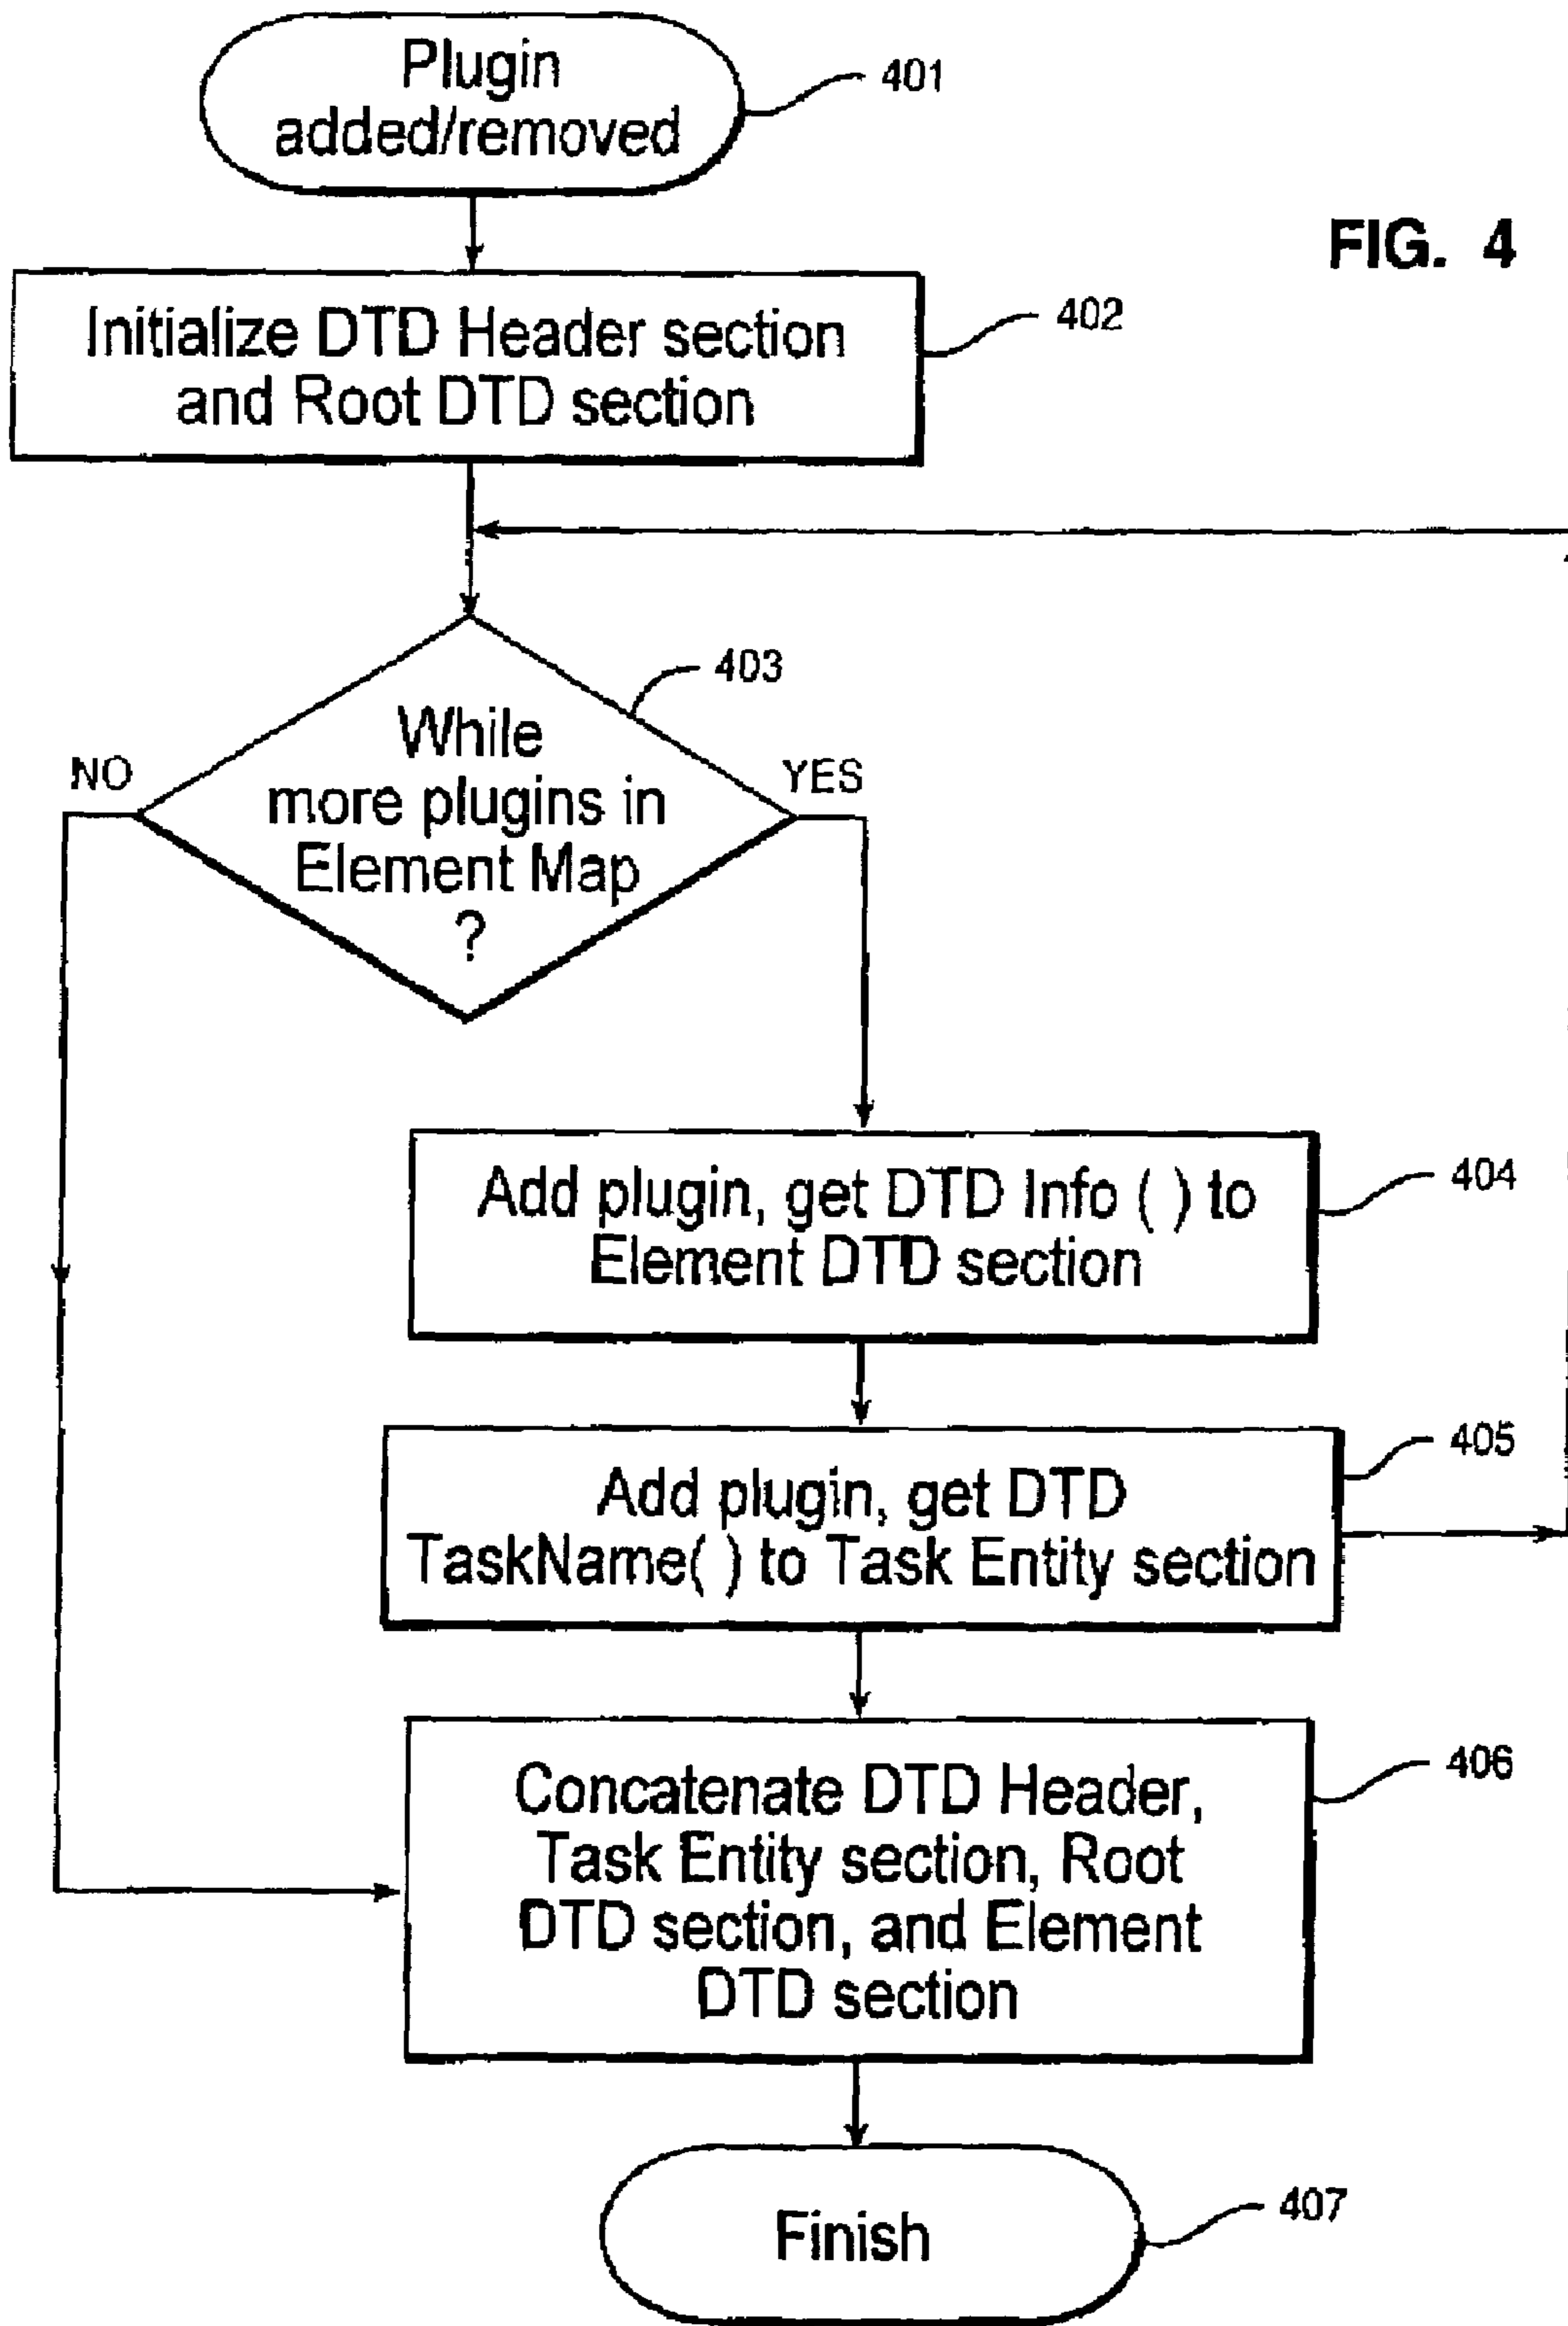 Plugin
added/removed
401
FIG. 4
Initialize DTD Header section
and Root DTD section
402
403
While
more plugins in
Element Map
?
NO
YES
Add plugin, get DTD Info ( ) to
Element DTD section
404
Add plugin, get DTD
TaskName( ) to Task Entity section
405
Concatenate DTD Header,
Task Entity section, Root
DTD section, and Element
DTD section
406
Finish
407